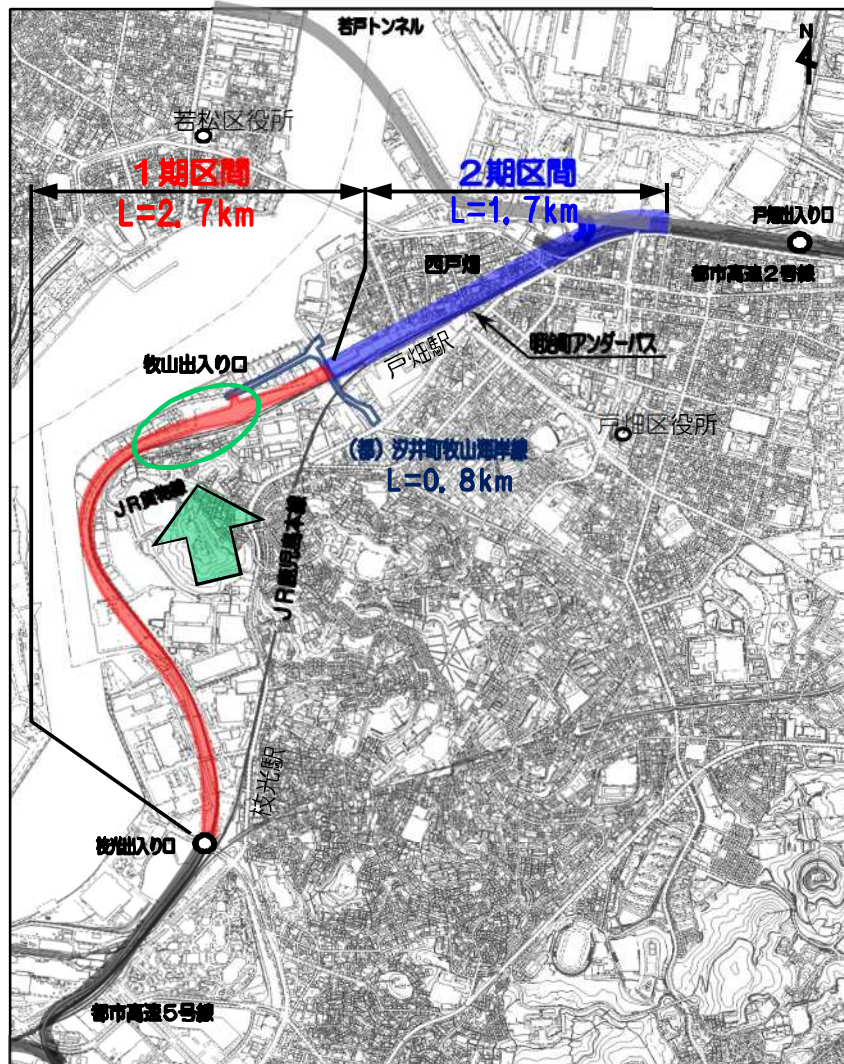 若戸トンネル
N
若松区役所
1期区間
L=2.7km
2期区間
L=1.7km
戸畑出入り口
都市高速2号線
西戸畑
戸畑駅
明治町アンダーパス
牧山出入り口
戸畑区役所
(都)汐井町牧山海岸線
L=0.8km
JR貨物線
JR鹿児島本線
枝光駅
枝光出入り口
都市高速5号線